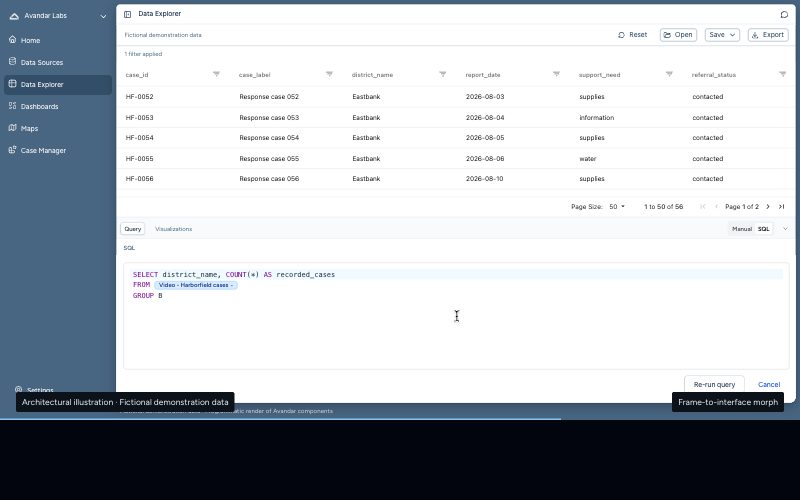 Avandar Labs
Home
Data Sources
Data Explorer
Dashboards
Maps
Case Manager
Settings
Data Explorer
Fictional demonstration data
Reset
Open
Save
Export
1 filter applied
case_id case_label district_name report_date support_need referral_status
HF-0052 Response case 052 Eastbank 2026-08-03 supplies contacted
HF-0053 Response case 053 Eastbank 2026-08-04 information contacted
HF-0054 Response case 054 Eastbank 2026-08-05 supplies contacted
HF-0055 Response case 055 Eastbank 2026-08-06 water contacted
HF-0056 Response case 056 Eastbank 2026-08-10 supplies contacted
Page Size: 50 1 to 50 of 56 Page 1 of 2
Query Visualizations Manual SQL
SQL
SELECT district_name, COUNT(*) AS recorded_cases
FROM Video - Harborfield cases
GROUP B
Re-run query Cancel
Architectural illustration · Fictional demonstration data
Frame-to-interface morph
render of Avandar components